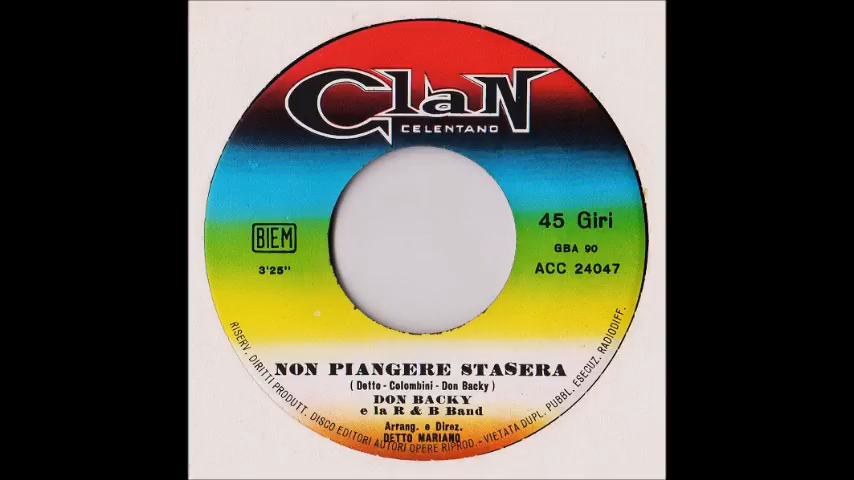 Clan
CELENTANO
45 Giri
BIEM
GBA 90
3'25"
ACC 24047
NON PIANGERE STASERA
( Detto - Colombini - Don Backy )
DON BACKY
e la R & B Band
Arrang. e Direz.
DETTO MARIANO
RISERV. DIRITTI PRODUTT. DISCO EDITORI AUTORI OPERE RIPROD. - VIETATA DUPL. PUBBL. ESECUZ. RADIODIFF.